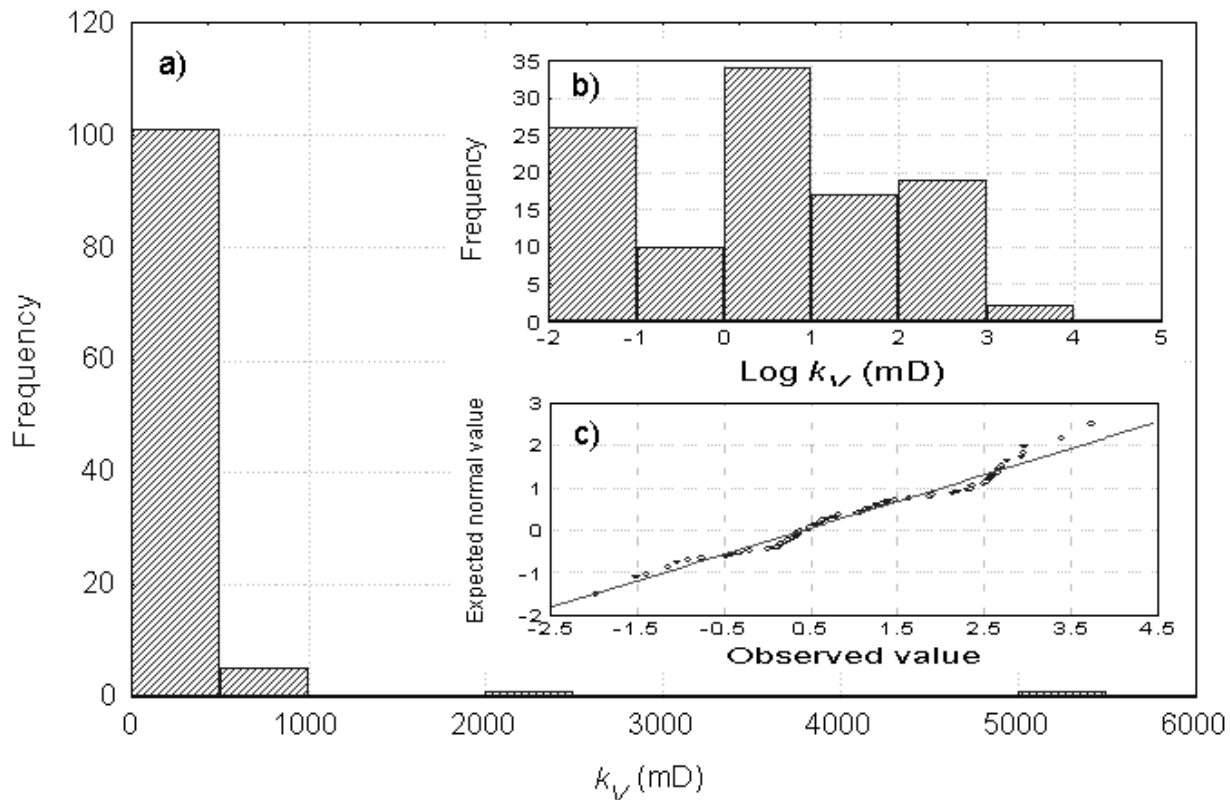 a)
120
100
80
60
40
20
0
Frequency
0 1000 2000 3000 4000 5000 6000
k_V (mD)
b)
35
30
25
20
15
10
5
0
Frequency
-2 -1 0 1 2 3 4 5
Log k_V (mD)
c)
3
2
1
0
-1
-2
Expected normal value
-2.5 -1.5 -0.5 0.5 1.5 2.5 3.5 4.5
Observed value